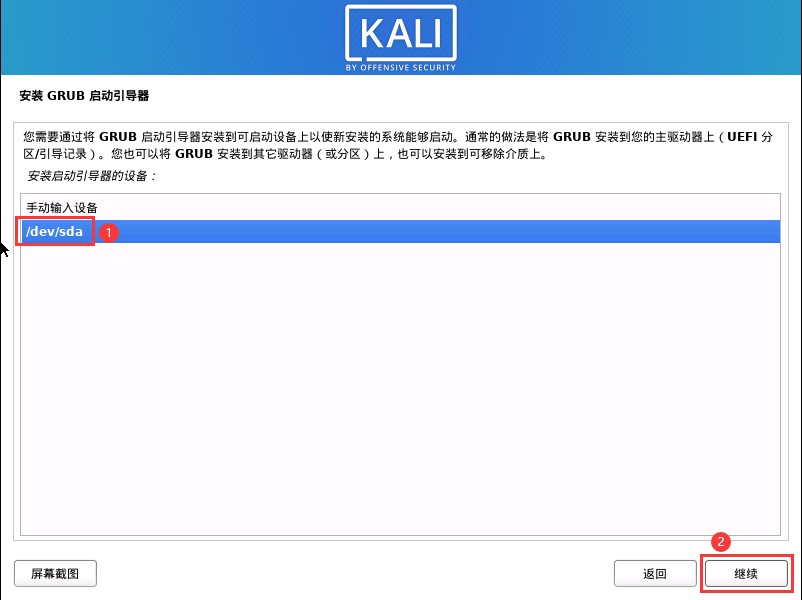 KALI
BY OFFENSIVE SECURITY
安装 GRUB 启动引导器
您需要通过将 GRUB 启动引导器安装到可启动设备上以使新安装的系统能够启动。通常的做法是将 GRUB 安装到您的主驱动器上（UEFI 分
区/引导记录）。您也可以将 GRUB 安装到其它驱动器（或分区）上，也可以安装到可移除介质上。
安装启动引导器的设备：
手动输入设备
/dev/sda 1
2
屏幕截图 返回 继续